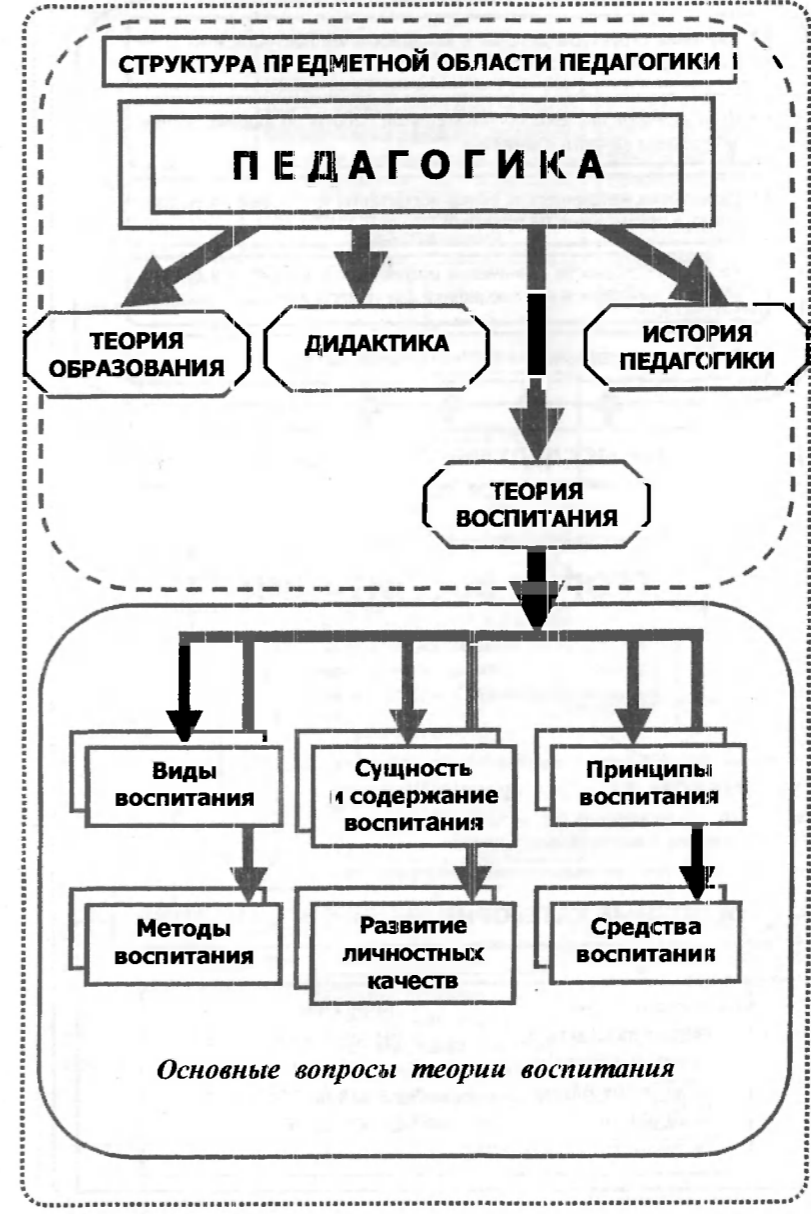 СТРУКТУРА ПРЕДМЕТНОЙ ОБЛАСТИ ПЕДАГОГИКИ
ПЕДАГОГИКА
ТЕОРИЯ
ОБРАЗОВАНИЯ
ДИДАКТИКА
ИСТОРИЯ
ПЕДАГОГИКИ
ТЕОРИЯ
ВОСПИТАНИЯ
Виды
воспитания
Сущность
и содержание
воспитания
Принципы
воспитания
Методы
воспитания
Развитие
личностных
качеств
Средства
воспитания
Основные вопросы теории воспитания